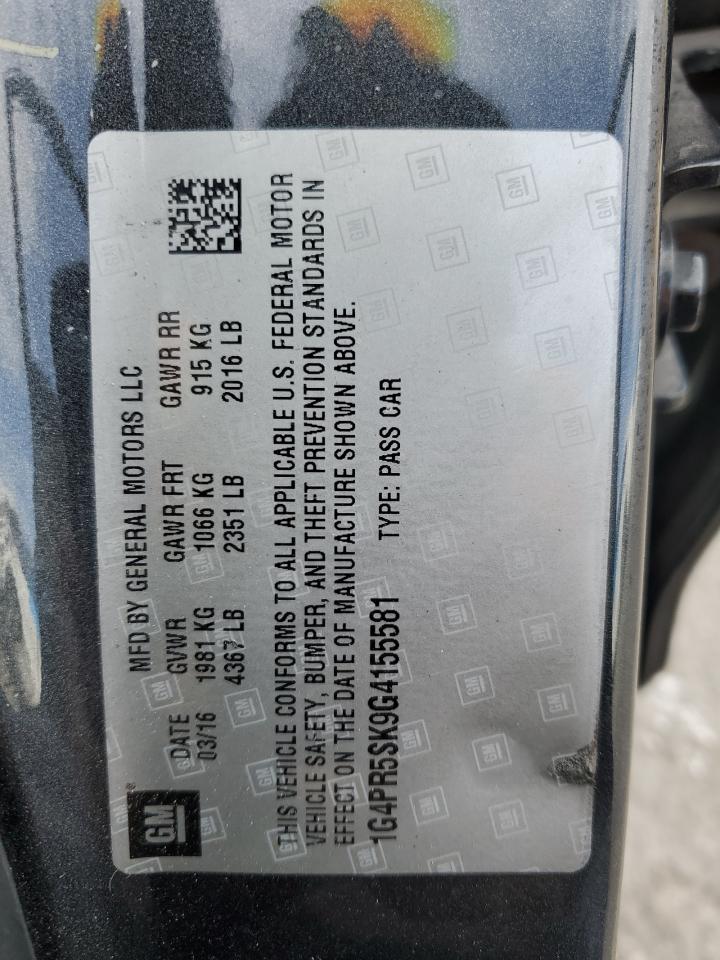 GM®
MFD BY GENERAL MOTORS LLC
DATE GVWR GAWR FRT GAWR RR
03/16 1981 KG 1066 KG 915 KG
4367 LB 2351 LB 2016 LB
THIS VEHICLE CONFORMS TO ALL APPLICABLE U.S. FEDERAL MOTOR
VEHICLE SAFETY, BUMPER, AND THEFT PREVENTION STANDARDS IN
EFFECT ON THE DATE OF MANUFACTURE SHOWN ABOVE.
1G4PR5SK9G4155581 TYPE: PASS CAR